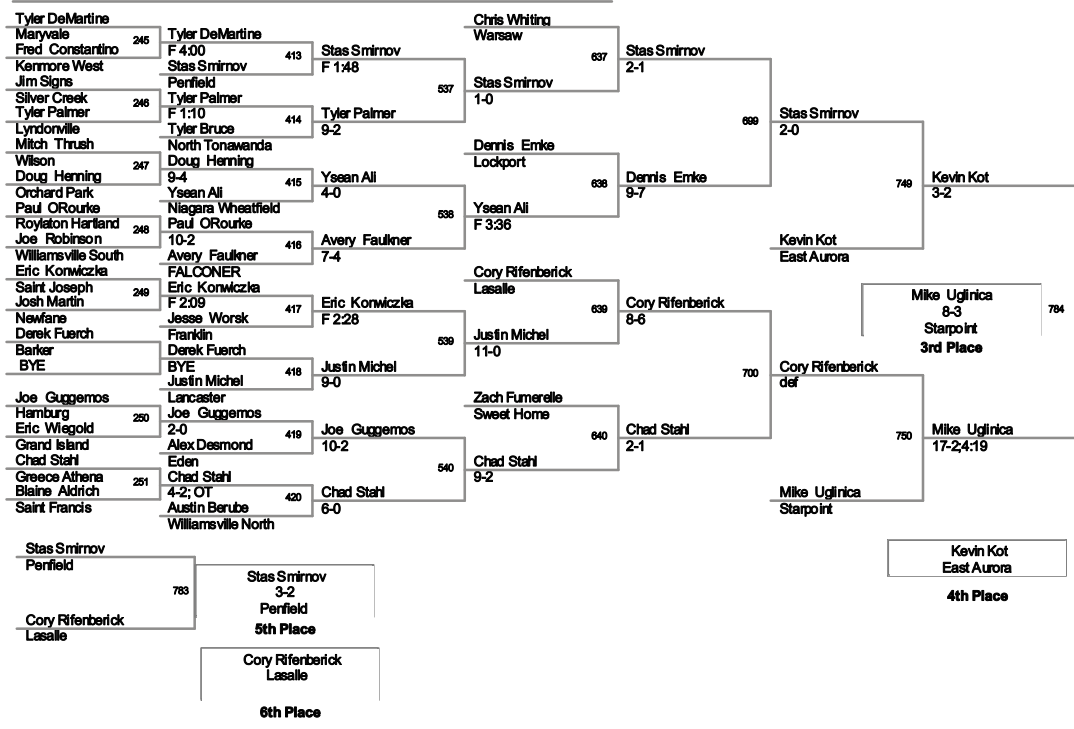 Tyler DeMartine
Maryvale
245
Fred Constantino
Kenmore West
Jim Signs
Silver Creek
246
Tyler Palmer
Lyndonville
Mitch Thrush
Wilson
247
Doug Henning
Orchard Park
Paul ORourke
Roylaton Hartland
248
Joe Robinson
Williamsville South
Eric Konwiczka
Saint Joseph
249
Josh Martin
Newfane
Derek Fuerch
Barker
BYE
Joe Guggemos
Hamburg
250
Eric Wiegold
Grand Island
Chad Stahl
Greece Athena
251
Blaine Aldrich
Saint Francis
Tyler DeMartine
F 4:00
413
Stas Smirnov
Penfield
Tyler Palmer
F 1:10
414
Tyler Bruce
North Tonawanda
Doug Henning
9-4
415
Ysean Ali
Niagara Wheatfield
Paul ORourke
10-2
416
Avery Faulkner
FALCONER
Eric Konwiczka
F 2:09
417
Jesse Worsk
Franklin
Derek Fuerch
BYE
418
Justin Michel
Lancaster
Joe Guggemos
2-0
419
Alex Desmond
Eden
Chad Stahl
4-2; OT
420
Austin Berube
Williamsville North
Stas Smirnov
F 1:48
537
Tyler Palmer
9-2
Ysean Ali
4-0
538
Avery Faulkner
7-4
Eric Konwiczka
F 2:28
539
Justin Michel
9-0
Joe Guggemos
10-2
540
Chad Stahl
6-0
Chris Whiting
Warsaw
637
Stas Smirnov
1-0
Dennis Emke
Lockport
638
Ysean Ali
F 3:36
Cory Rifenberick
Lasalle
639
Justin Michel
11-0
Zach Fumerelle
Sweet Home
640
Chad Stahl
9-2
Stas Smirnov
2-1
699
Dennis Emke
9-7
Cory Rifenberick
8-6
700
Chad Stahl
2-1
Stas Smirnov
2-0
749
Kevin Kot
East Aurora
Cory Rifenberick
def
750
Mike Uglinica
Starpoint
Kevin Kot
3-2
Mike Uglinica
8-3
784
Starpoint
3rd Place
Mike Uglinica
17-2;4:19
Kevin Kot
East Aurora
4th Place
Stas Smirnov
Penfield
783
Cory Rifenberick
Lasalle
Stas Smirnov
3-2
Penfield
5th Place
Cory Rifenberick
Lasalle
6th Place